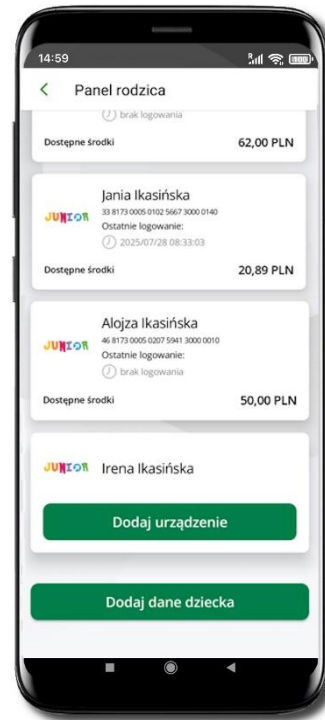 14:59
Panel rodzica
brak logowania
Dostępne środki 62,00 PLN
JUNIOR
Jania Ikasińska
33 8173 0005 0102 5667 3000 0140
Ostatnie logowanie:
2025/07/28 08:33:03
Dostępne środki 20,89 PLN
JUNIOR
Alojza Ikasińska
46 8173 0005 0207 5941 3000 0010
Ostatnie logowanie:
brak logowania
Dostępne środki 50,00 PLN
JUNIOR Irena Ikasińska
Dodaj urządzenie
Dodaj dane dziecka